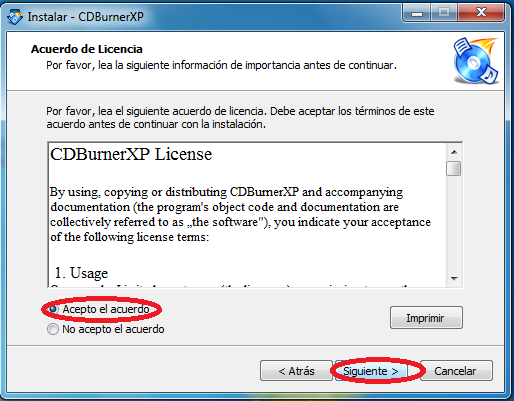 Instalar - CDBurnerXP
Acuerdo de Licencia
Por favor, lea la siguiente información de importancia antes de continuar.
Por favor, lea el siguiente acuerdo de licencia. Debe aceptar los términos de este
acuerdo antes de continuar con la instalación.
CDBurnerXP License
By using, copying or distributing CDBurnerXP and accompanying
documentation (the program's object code and documentation are
collectively referred to as „the software"), you indicate your acceptance
of the following license terms:
1. Usage
Acepto el acuerdo
No acepto el acuerdo
Imprimir
< Atrás
Siguiente >
Cancelar